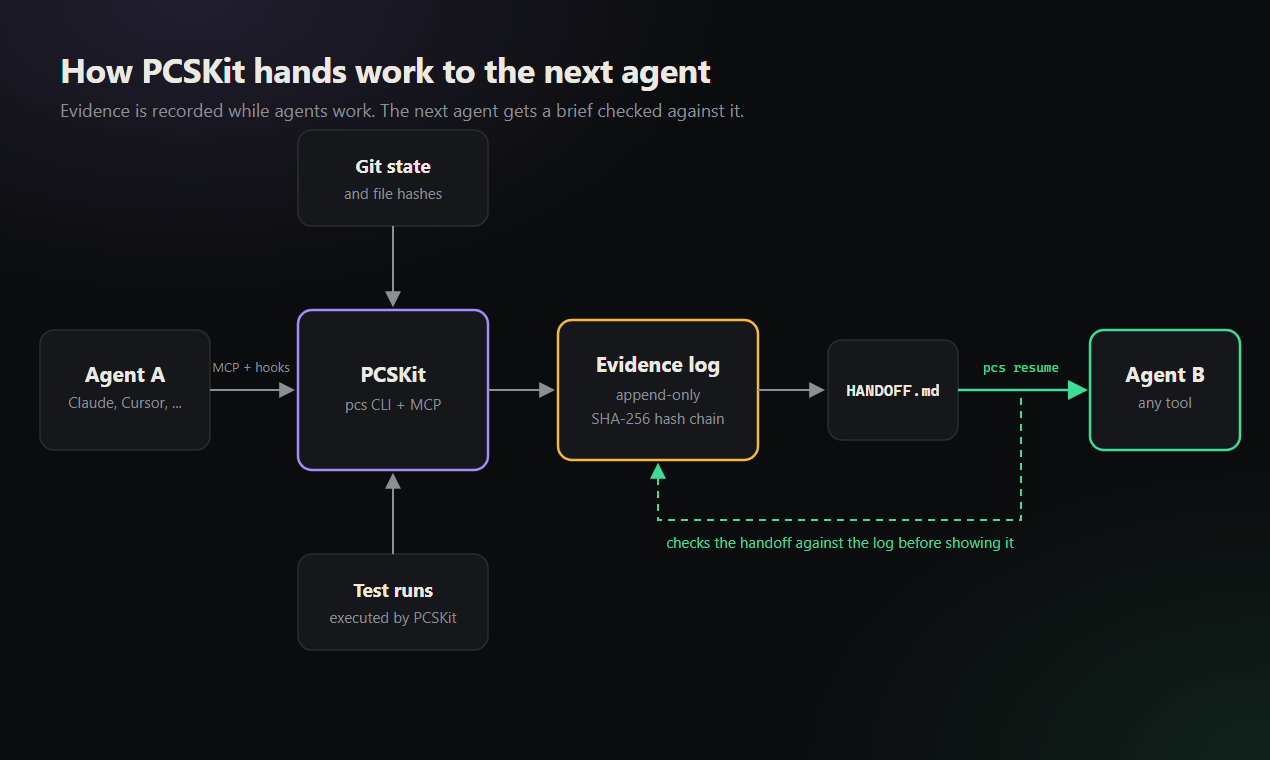 How PCSKit hands work to the next agent
Evidence is recorded while agents work. The next agent gets a brief checked against it.
Git state
and file hashes
Agent A
Claude, Cursor, ...
MCP + hooks
PCSKit
pcs CLI + MCP
Evidence log
append-only
SHA-256 hash chain
HANDOFF.md
pcs resume
Agent B
any tool
checks the handoff against the log before showing it
Test runs
executed by PCSKit